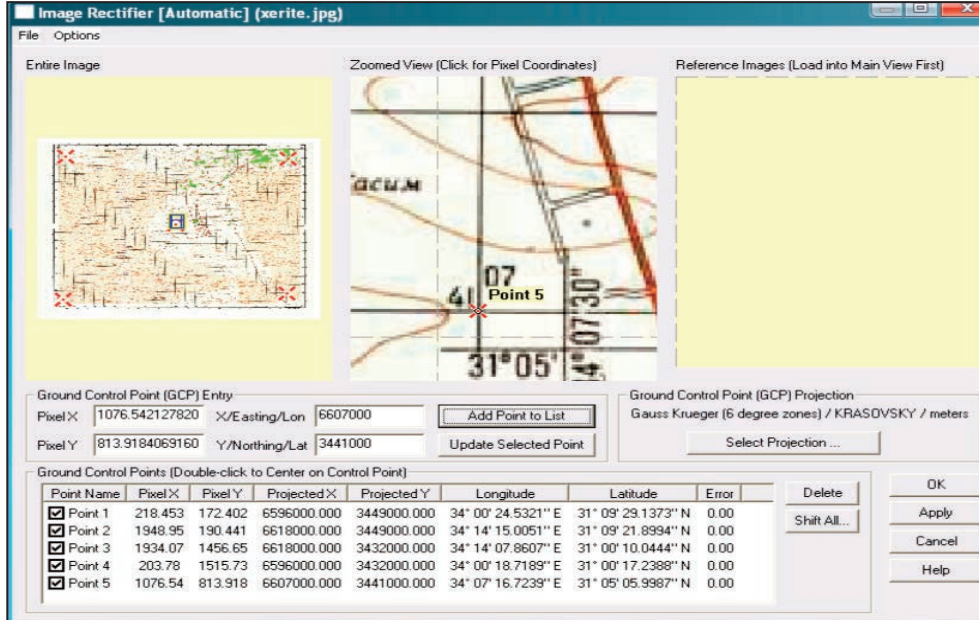 Image Rectifier [Automatic] (xerite.jpg)
File Options
Entire Image
Zoomed View (Click for Pixel Coordinates)
Reference Images (Load into Main View First)
асим
07
41
Point 5
31° 05'
4° 07'30"
Ground Control Point (GCP) Entry
Pixel X 1076.542127820 X/Easting/Lon 6607000 Add Point to List
Pixel Y 813.9184069160 Y/Northing/Lat 3441000 Update Selected Point
Ground Control Point (GCP) Projection
Gauss Krueger (6 degree zones) / KRASOVSKY / meters
Select Projection ...
Ground Control Points (Double-click to Center on Control Point)
Point Name Pixel X Pixel Y Projected X Projected Y Longitude Latitude Error
Point 1 218.453 172.402 6596000.000 3449000.000 34° 00' 24.5321" E 31° 09' 29.1373" N 0.00
Point 2 1948.95 190.441 6618000.000 3449000.000 34° 14' 15.0051" E 31° 09' 21.8994" N 0.00
Point 3 1934.07 1456.65 6618000.000 3432000.000 34° 14' 07.8607" E 31° 00' 10.0444" N 0.00
Point 4 203.78 1515.73 6596000.000 3432000.000 34° 00' 18.7189" E 31° 00' 17.2388" N 0.00
Point 5 1076.54 813.918 6607000.000 3441000.000 34° 07' 16.7239" E 31° 05' 05.9987" N 0.00
Delete
Shift All...
OK
Apply
Cancel
Help